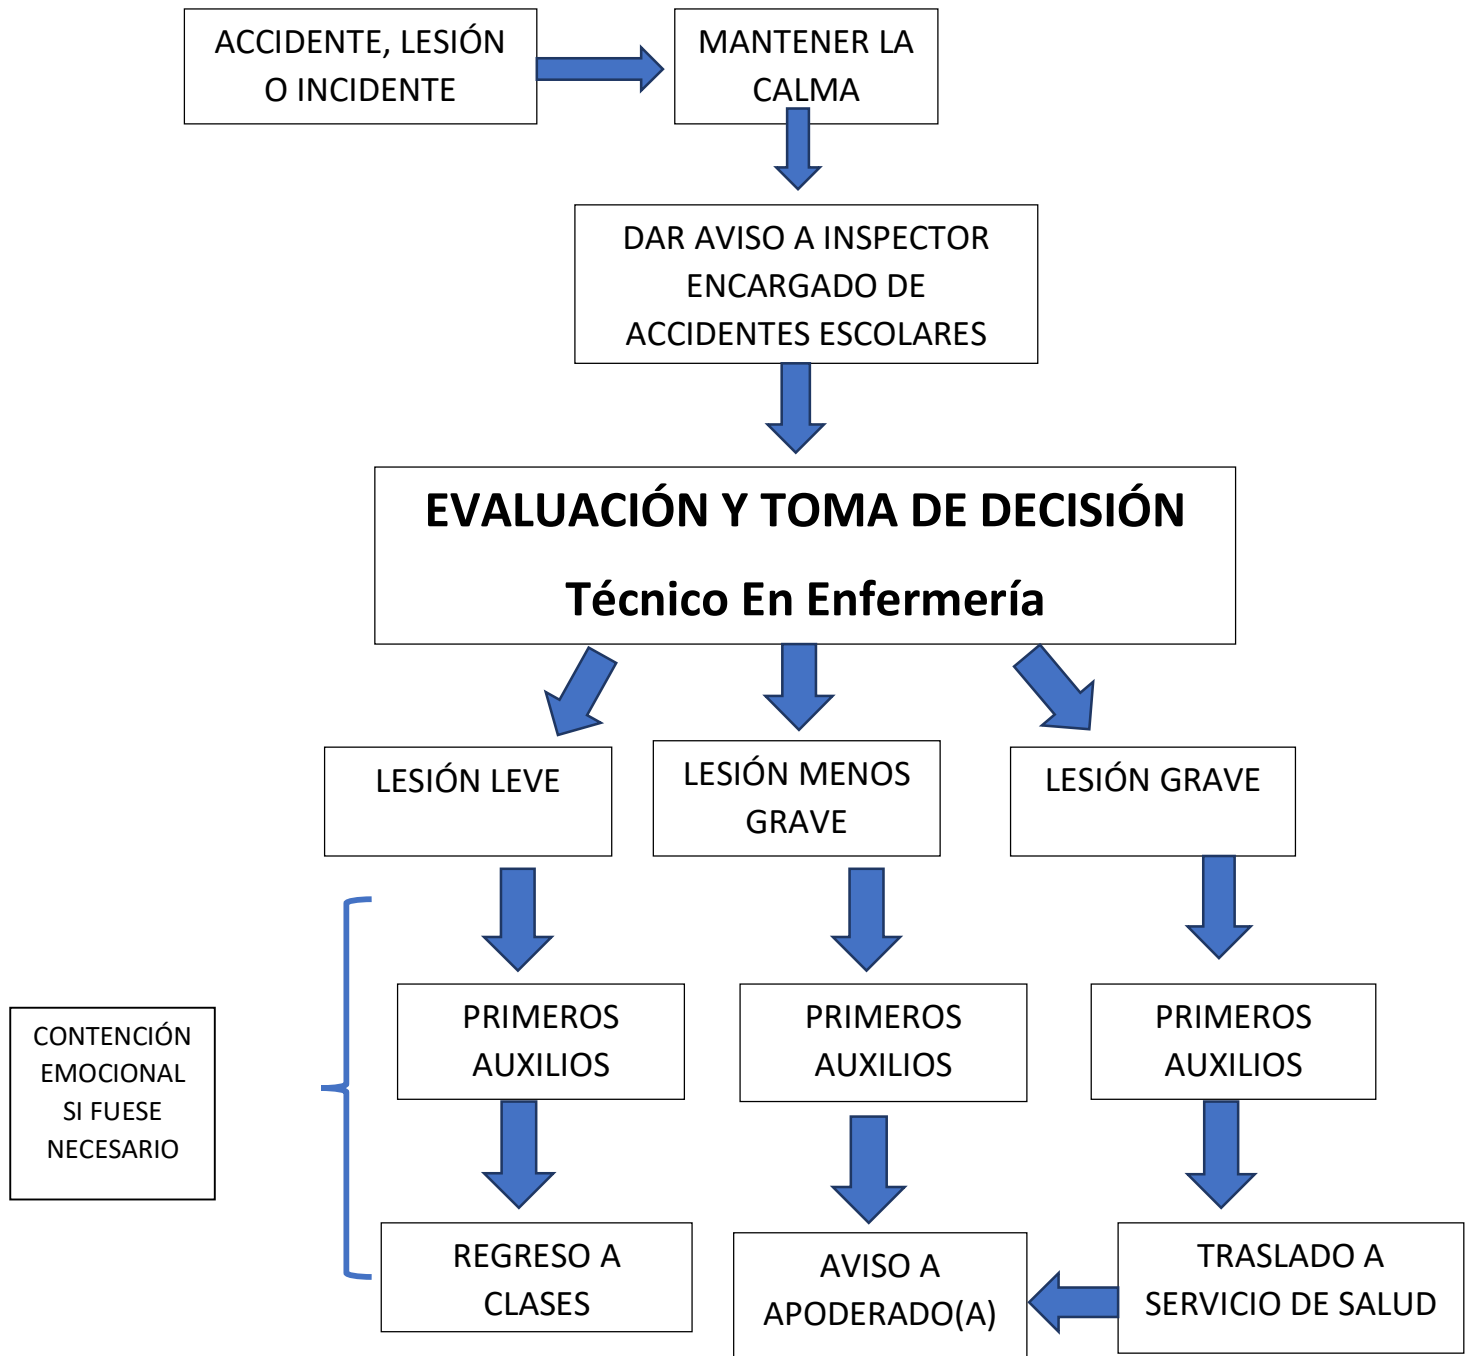 ACCIDENTE, LESIÓN
O INCIDENTE
MANTENER LA
CALMA
DAR AVISO A INSPECTOR
ENCARGADO DE
ACCIDENTES ESCOLARES
EVALUACIÓN Y TOMA DE DECISIÓN
Técnico En Enfermería
LESIÓN LEVE
LESIÓN MENOS
GRAVE
LESIÓN GRAVE
CONTENCIÓN
EMOCIONAL
SI FUESE
NECESARIO
PRIMEROS
AUXILIOS
PRIMEROS
AUXILIOS
PRIMEROS
AUXILIOS
REGRESO A
CLASES
AVISO A
APODERADO(A)
TRASLADO A
SERVICIO DE SALUD